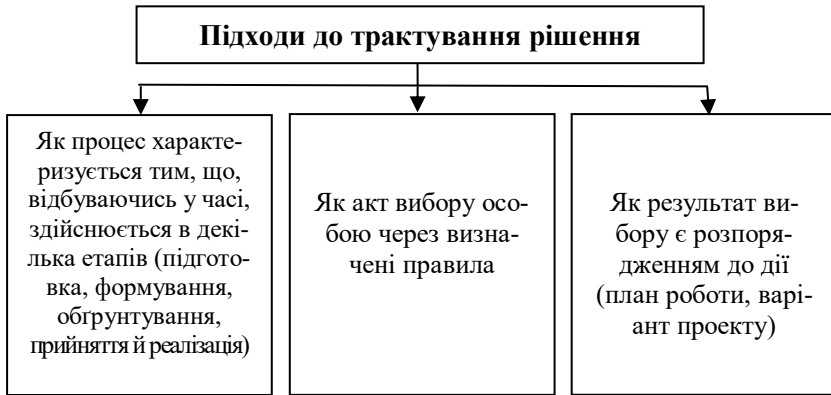 Підходи до трактування рішення
Як процес характе-
ризується тим, що,
відбуваючись у часі,
здійснюється в декі-
лька етапів (підгото-
вка, формування,
обґрунтування,
прийняття й реалізація)
Як акт вибору осо-
бою через визна-
чені правила
Як результат ви-
бору є розпоря-
дженням до дії
(план роботи, варі-
ант проекту)